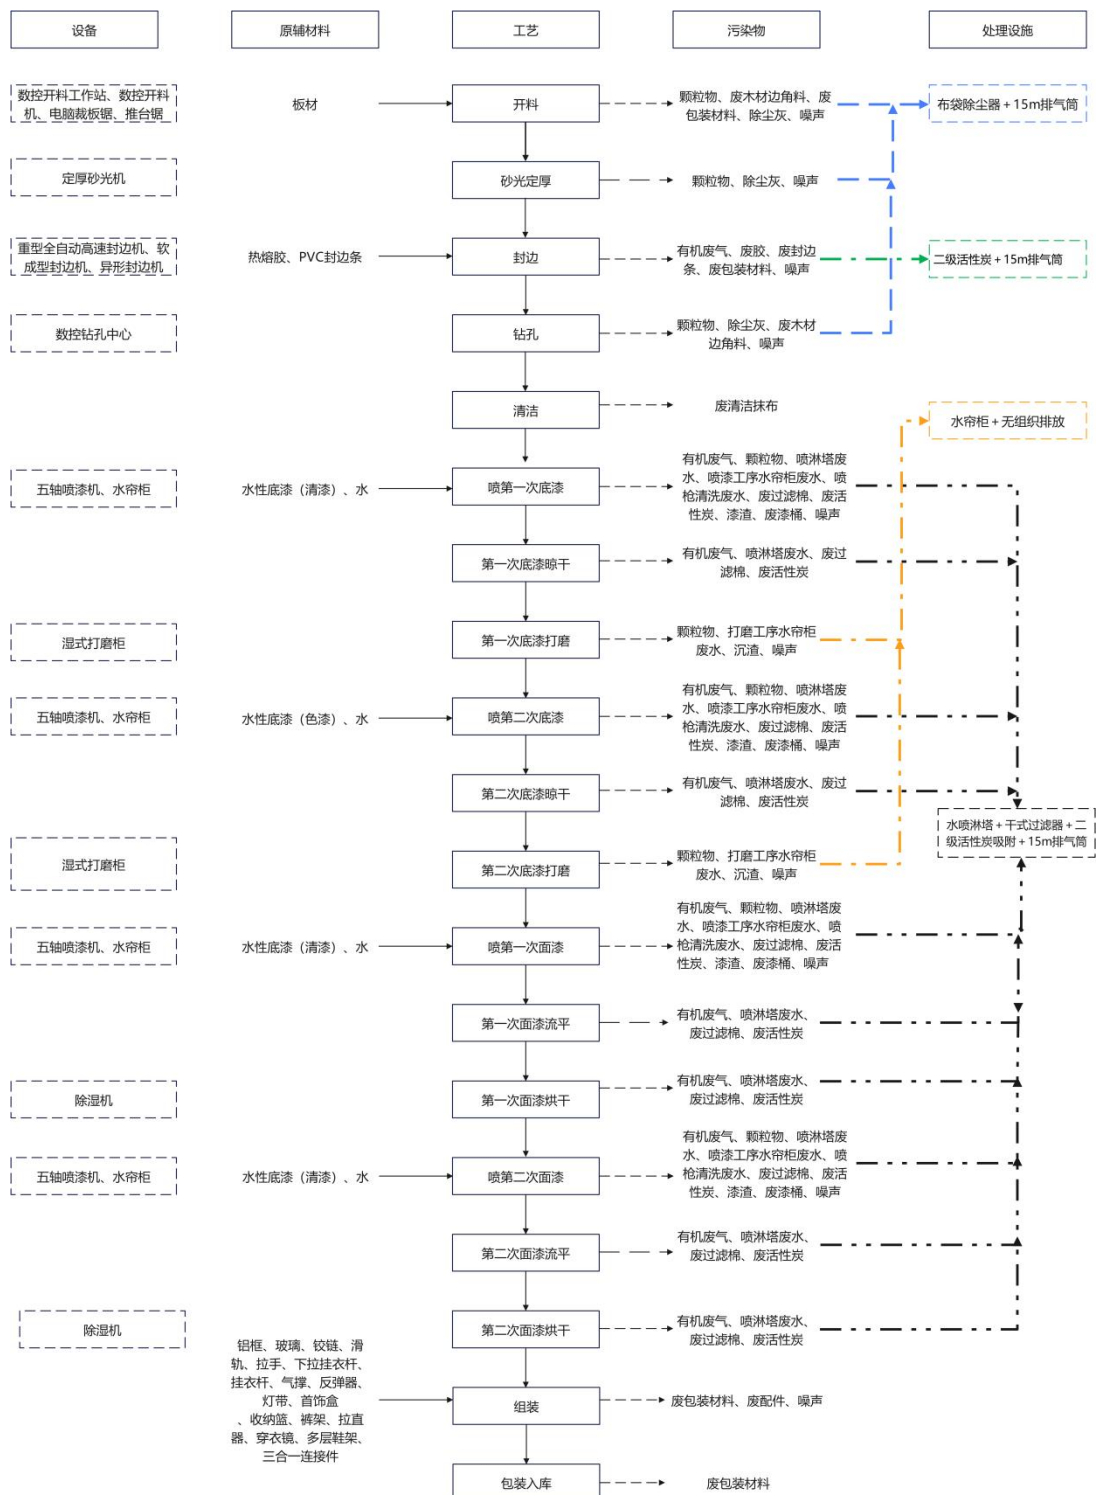 设备
原辅材料
工艺
污染物
处理设施
数控开料工作站、数控开料
机、电脑裁板锯、推台锯
板材
开料
颗粒物、废木材边角料、废
包装材料、除尘灰、噪声
布袋除尘器＋15m排气筒
定厚砂光机
砂光定厚
颗粒物、除尘灰、噪声
重型全自动高速封边机、软
成型封边机、异形封边机
热熔胶、PVC封边条
封边
有机废气、废胶、废封边
条、废包装材料、噪声
二级活性炭＋15m排气筒
数控钻孔中心
钻孔
颗粒物、除尘灰、废木材
边角料、噪声
清洁
废清洁抹布
水帘柜＋无组织排放
五轴喷漆机、水帘柜
水性底漆（清漆）、水
喷第一次底漆
有机废气、颗粒物、喷淋塔废
水、喷漆工序水帘柜废水、喷
枪清洗废水、废过滤棉、废活
性炭、漆渣、废漆桶、噪声
第一次底漆晾干
有机废气、喷淋塔废水、废过
滤棉、废活性炭
湿式打磨柜
第一次底漆打磨
颗粒物、打磨工序水帘柜
废水、沉渣、噪声
五轴喷漆机、水帘柜
水性底漆（色漆）、水
喷第二次底漆
有机废气、颗粒物、喷淋塔废
水、喷漆工序水帘柜废水、喷
枪清洗废水、废过滤棉、废活
性炭、漆渣、废漆桶、噪声
第二次底漆晾干
有机废气、喷淋塔废水、废过
滤棉、废活性炭
水喷淋塔＋干式过滤器＋二
级活性炭吸附＋15m排气筒
湿式打磨柜
第二次底漆打磨
颗粒物、打磨工序水帘柜
废水、沉渣、噪声
五轴喷漆机、水帘柜
水性底漆（清漆）、水
喷第一次面漆
有机废气、颗粒物、喷淋塔废
水、喷漆工序水帘柜废水、喷
枪清洗废水、废过滤棉、废活
性炭、漆渣、废漆桶、噪声
第一次面漆流平
有机废气、喷淋塔废水、
废过滤棉、废活性炭
除湿机
第一次面漆烘干
有机废气、喷淋塔废水、
废过滤棉、废活性炭
五轴喷漆机、水帘柜
水性底漆（清漆）、水
喷第二次面漆
有机废气、颗粒物、喷淋塔废
水、喷漆工序水帘柜废水、喷
枪清洗废水、废过滤棉、废活
性炭、漆渣、废漆桶、噪声
第二次面漆流平
有机废气、喷淋塔废水、
废过滤棉、废活性炭
除湿机
第二次面漆烘干
有机废气、喷淋塔废水、
废过滤棉、废活性炭
铝框、玻璃、铰链、滑
轨、拉手、下拉挂衣杆、
挂衣杆、气撑、反弹器、
灯带、首饰盒
、收纳篮、裤架、拉直
器、穿衣镜、多层鞋架、
三合一连接件
组装
废包装材料、废配件、噪声
包装入库
废包装材料